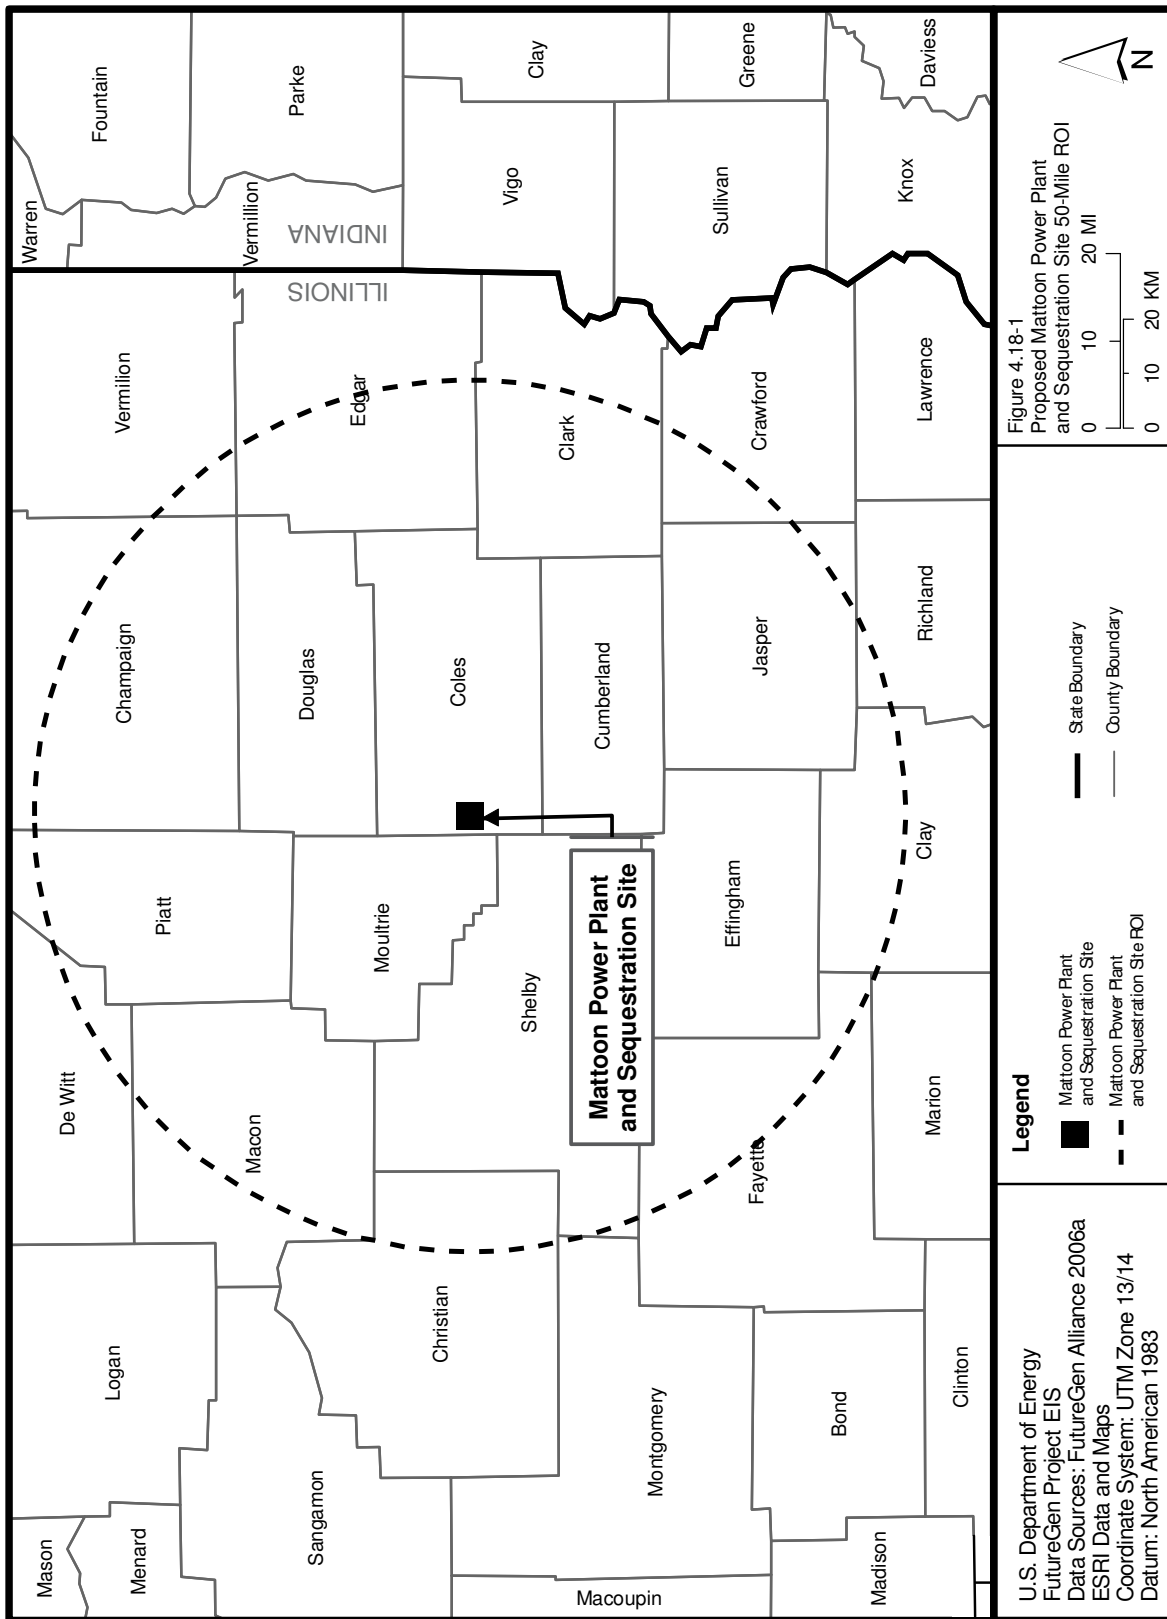 Mason
Menard
Logan
De Witt
Piatt
Champaign
Vermilion
Warren
Fountain
Vermillion
Parke
Sangamon
Christian
Macon
Moultrie
Douglas
Coles
Edgar
ILLINOIS
INDIANA
Vigo
Clay
Macoupin
Montgomery
Shelby
Cumberland
Clark
Sullivan
Greene
Mattoon Power Plant
and Sequestration Site
Madison
Bond
Fayette
Effingham
Jasper
Crawford
Knox
Daviess
Clinton
Marion
Clay
Richland
Lawrence
U.S. Department of Energy
FutureGen Project EIS
Data Sources: FutureGen Alliance 2006a
ESRI Data and Maps
Coordinate System: UTM Zone 13/14
Datum: North American 1983
Legend
Mattoon Power Plant
and Sequestration Site
Mattoon Power Plant
and Sequestration Site ROI
State Boundary
County Boundary
Figure 4.18-1
Proposed Mattoon Power Plant
and Sequestration Site 50-Mile ROI
0 10 20 MI
0 10 20 KM
N